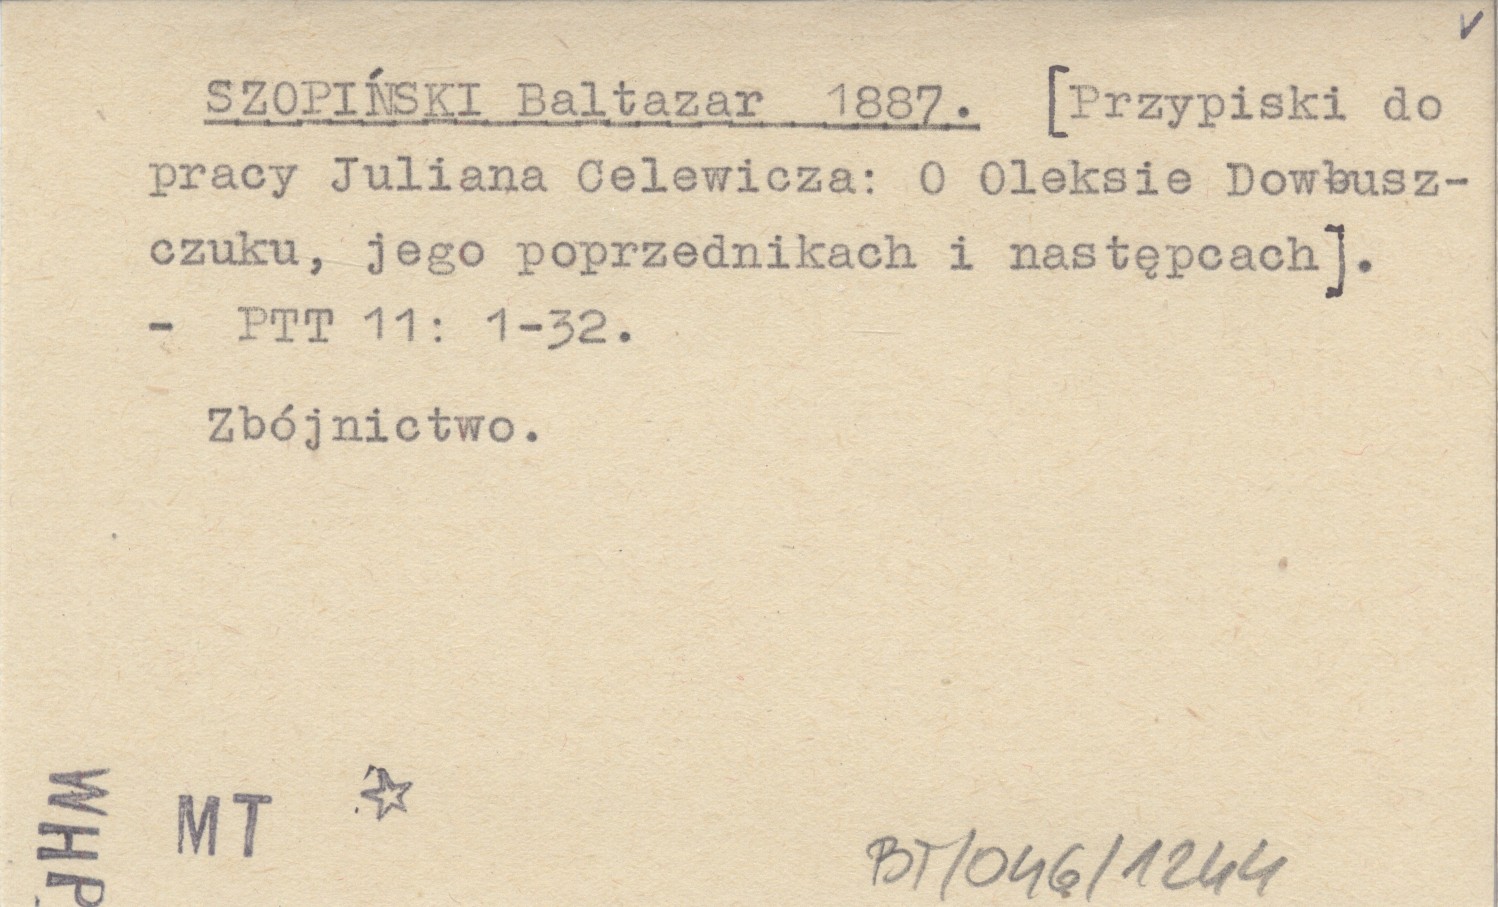 SZOPIŃSKI Baltazar 1887. [Przypiski do
pracy Juliana Celewicza: O Oleksie Dowbusz-
czuku, jego poprzednikach i następcach].
- PTT 11: 1-32.
Zbójnictwo.
WHP
MT
BT/046/1244